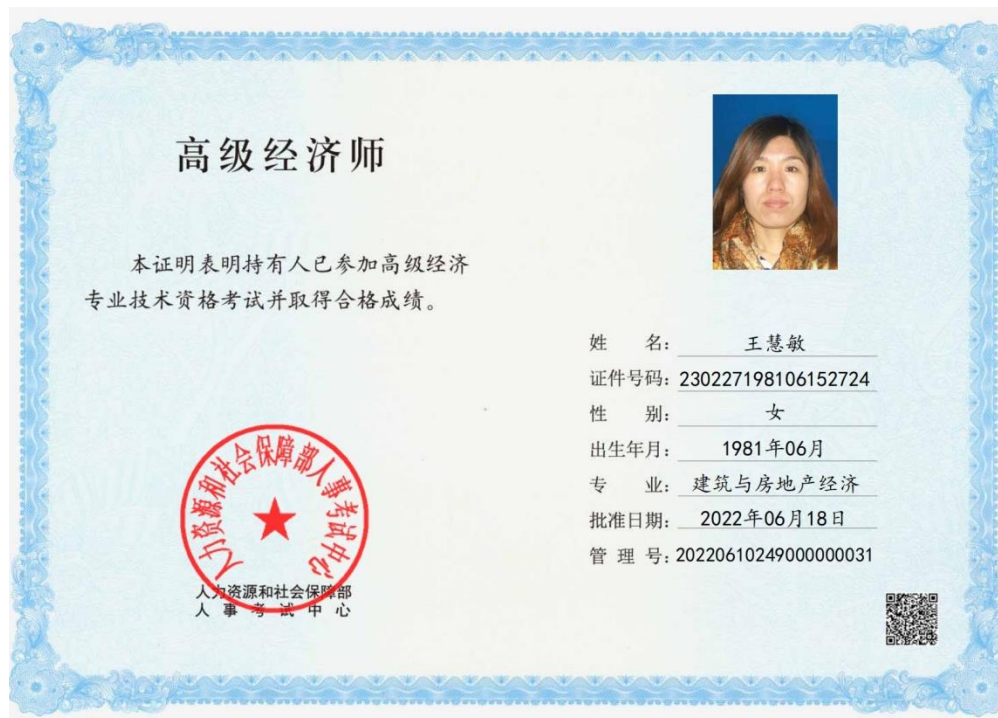 高级经济师
本证明表明持有人已参加高级经济
专业技术资格考试并取得合格成绩。
人力资源和社会保障部人事考试中心
人力资源和社会保障部
人事考试中心
姓名：王慧敏
证件号码：230227198106152724
性别：女
出生年月：1981年06月
专业：建筑与房地产经济
批准日期：2022年06月18日
管理号：20220610249000000031